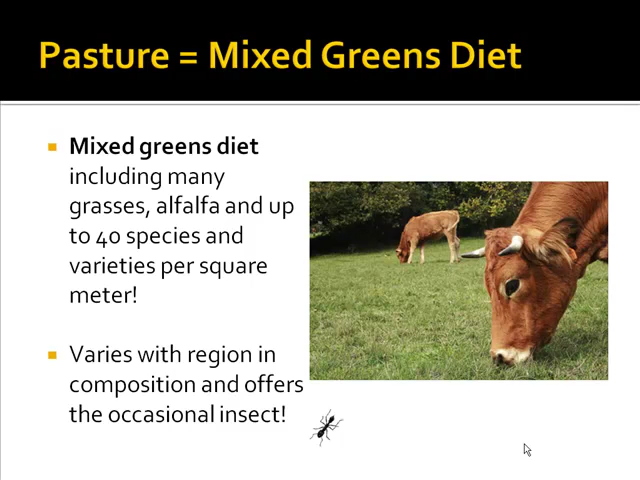 Pasture = Mixed Greens Diet
Mixed greens diet
including many
grasses, alfalfa and up
to 40 species and
varieties per square
meter!
Varies with region in
composition and offers
the occasional insect!